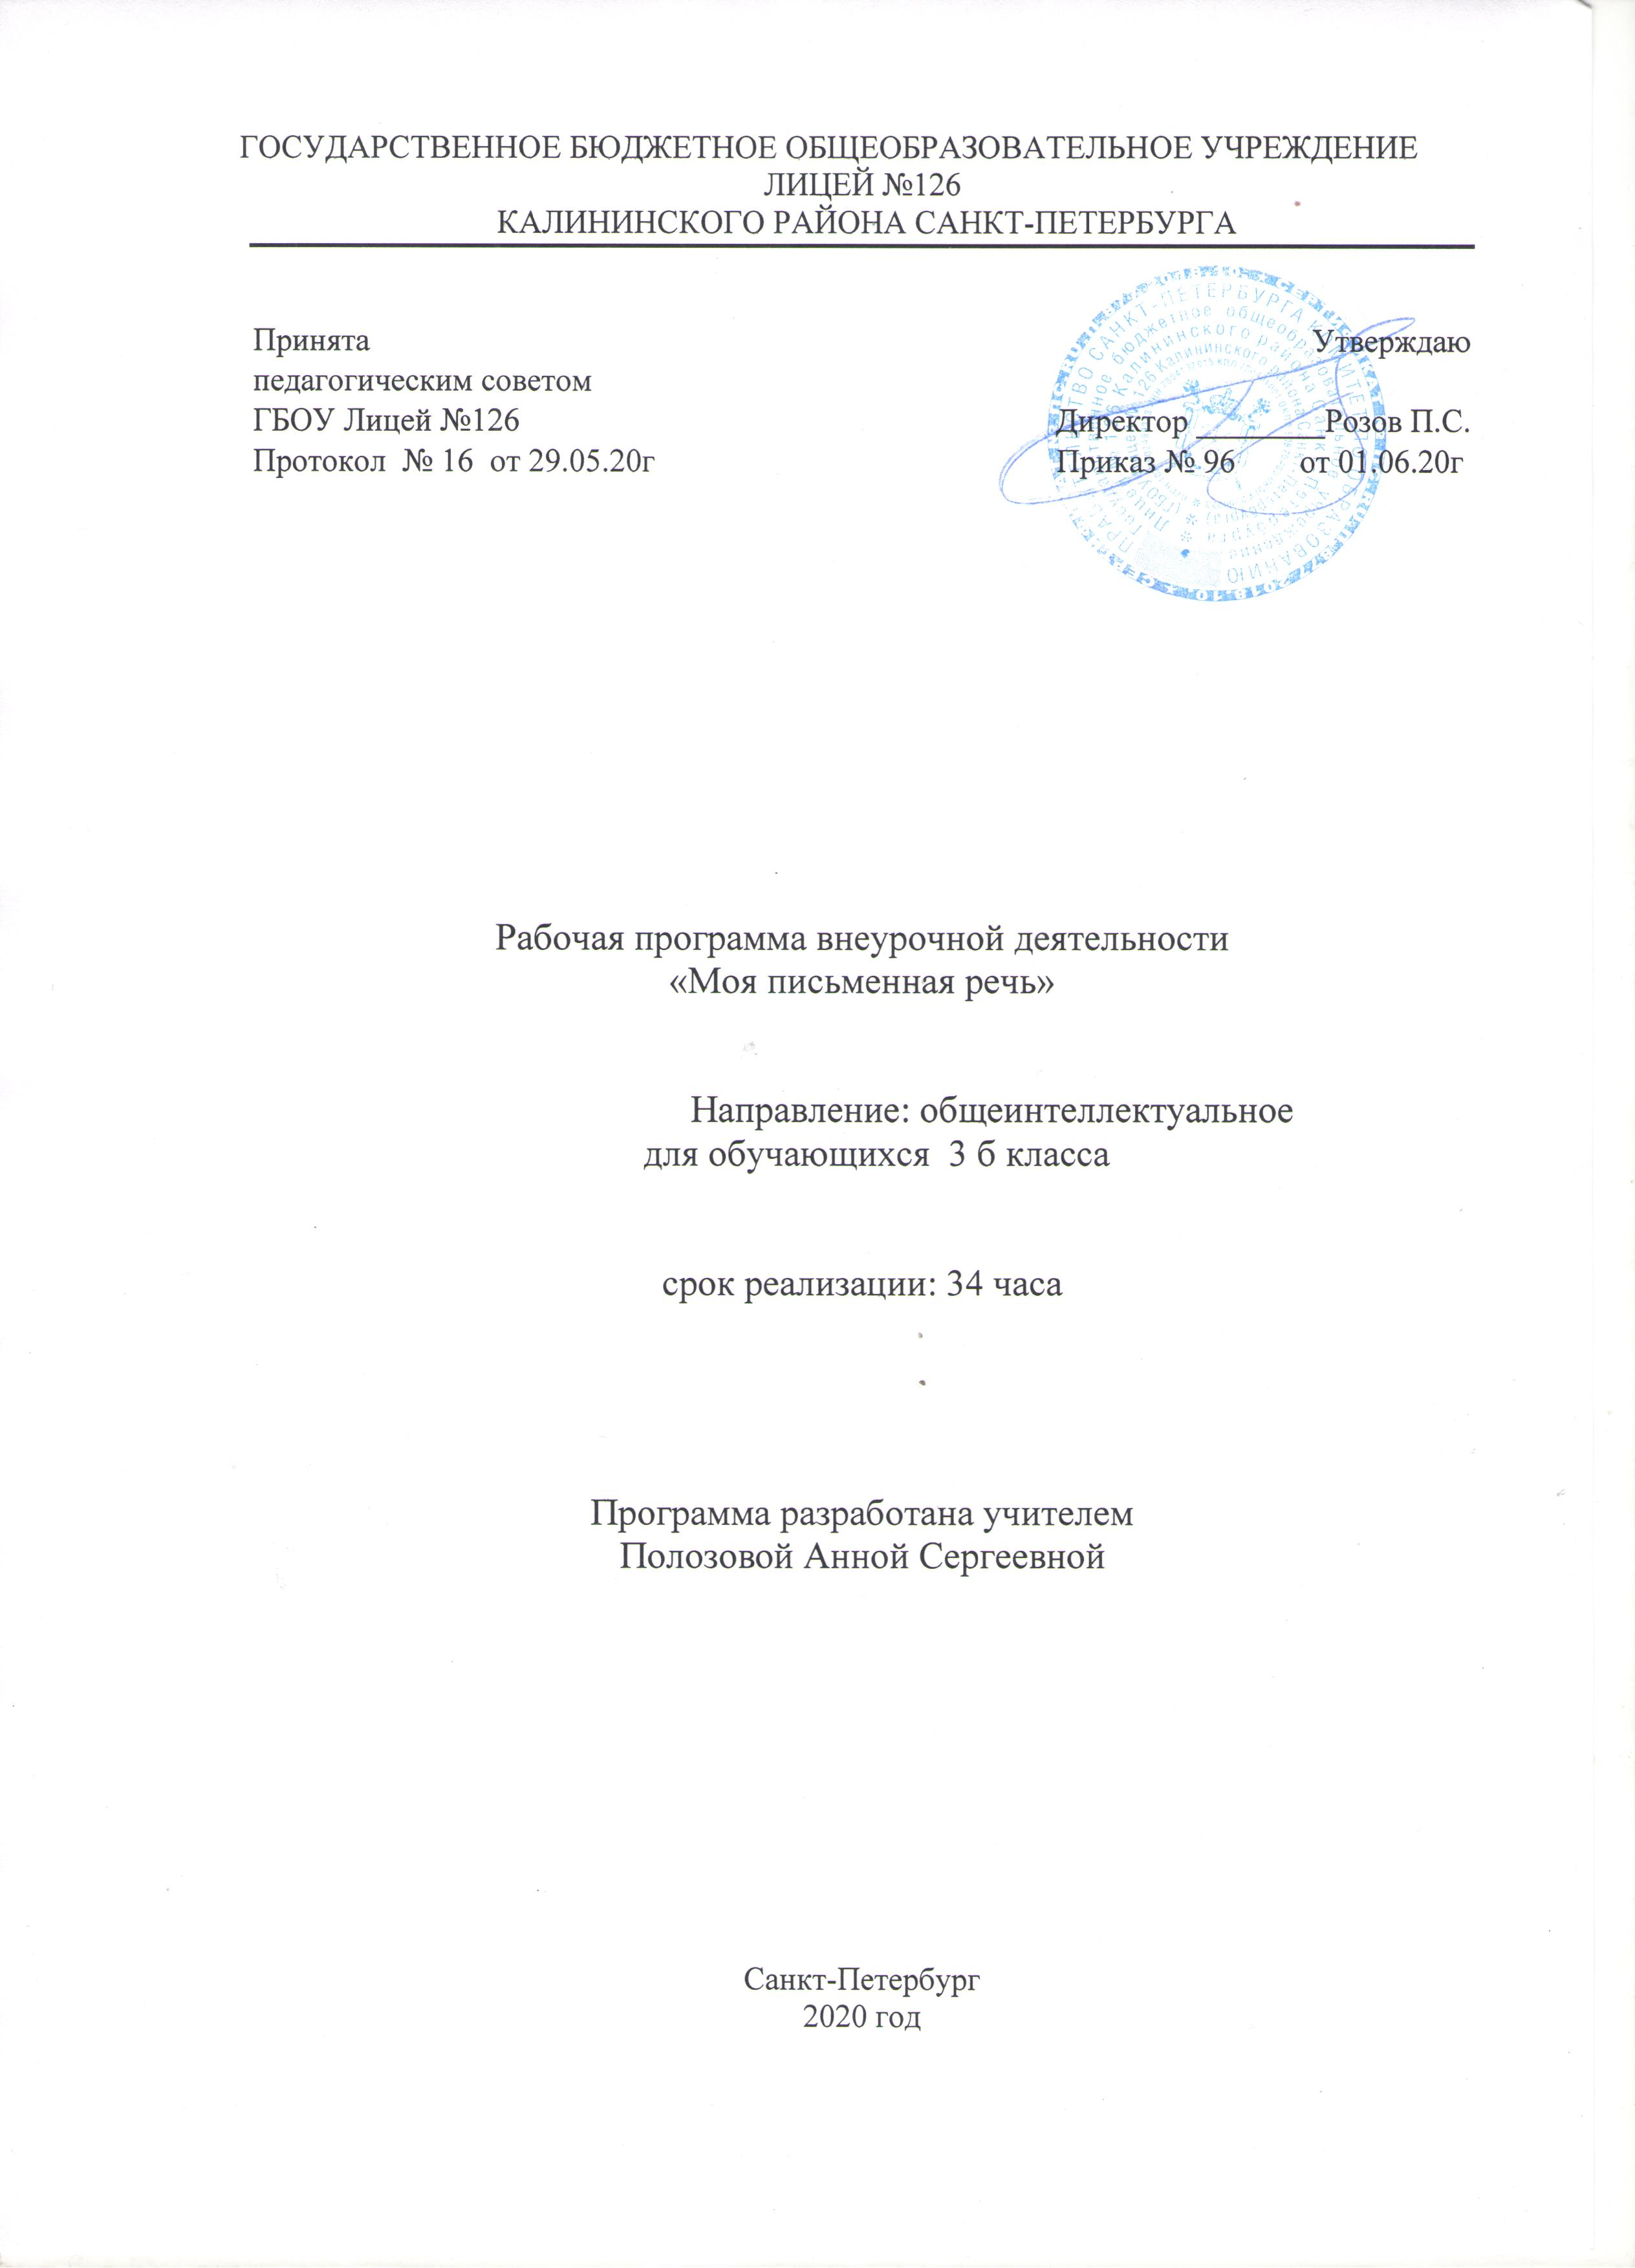 ГОСУДАРСТВЕННОЕ БЮДЖЕТНОЕ ОБЩЕОБРАЗОВАТЕЛЬНОЕ УЧРЕЖДЕНИЕ
ЛИЦЕЙ №126
КАЛИНИНСКОГО РАЙОНА САНКТ-ПЕТЕРБУРГА
Принята
педагогическим советом
ГБОУ Лицей №126
Протокол № 16 от 29.05.20г
Утверждаю
Директор ________Розов П.С.
Приказ № 96 от 01.06.20г
Рабочая программа внеурочной деятельности
«Моя письменная речь»
Направление: общеинтеллектуальное
для обучающихся 3 б класса
срок реализации: 34 часа
Программа разработана учителем
Полозовой Анной Сергеевной
Санкт-Петербург
2020 год